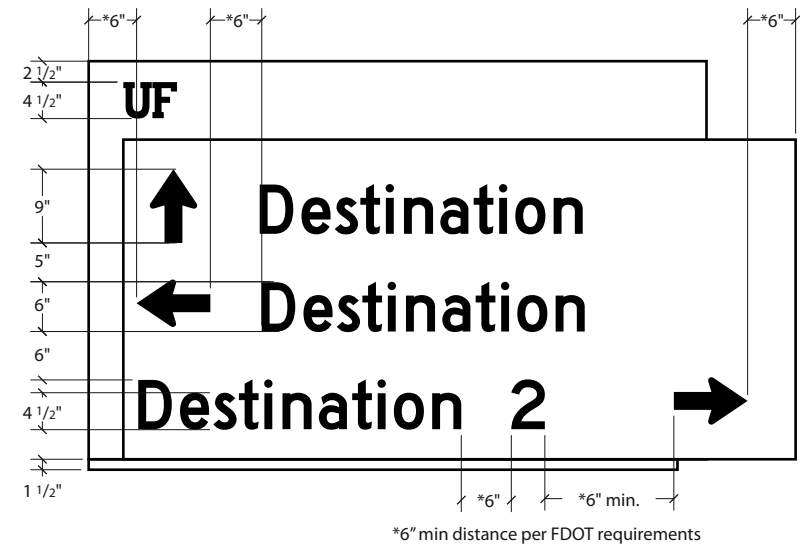 *6" *6" *6"
2 1/2"
4 1/2"
UF
9"
Destination
5"
6"
Destination
6"
4 1/2"
Destination 2
1 1/2"
*6" *6" min.
*6" min distance per FDOT requirements